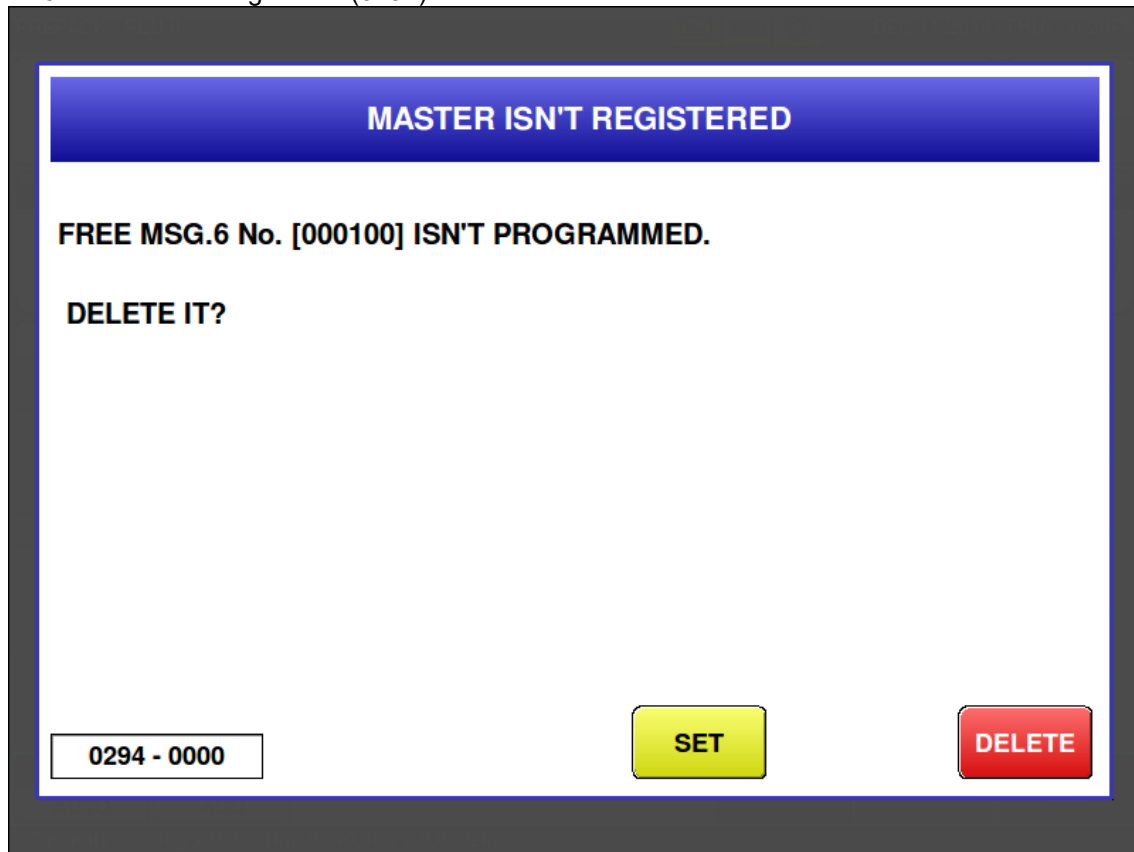 MASTER ISN'T REGISTERED
FREE MSG.6 No. [000100] ISN'T PROGRAMMED.
DELETE IT?
0294 - 0000
SET
DELETE